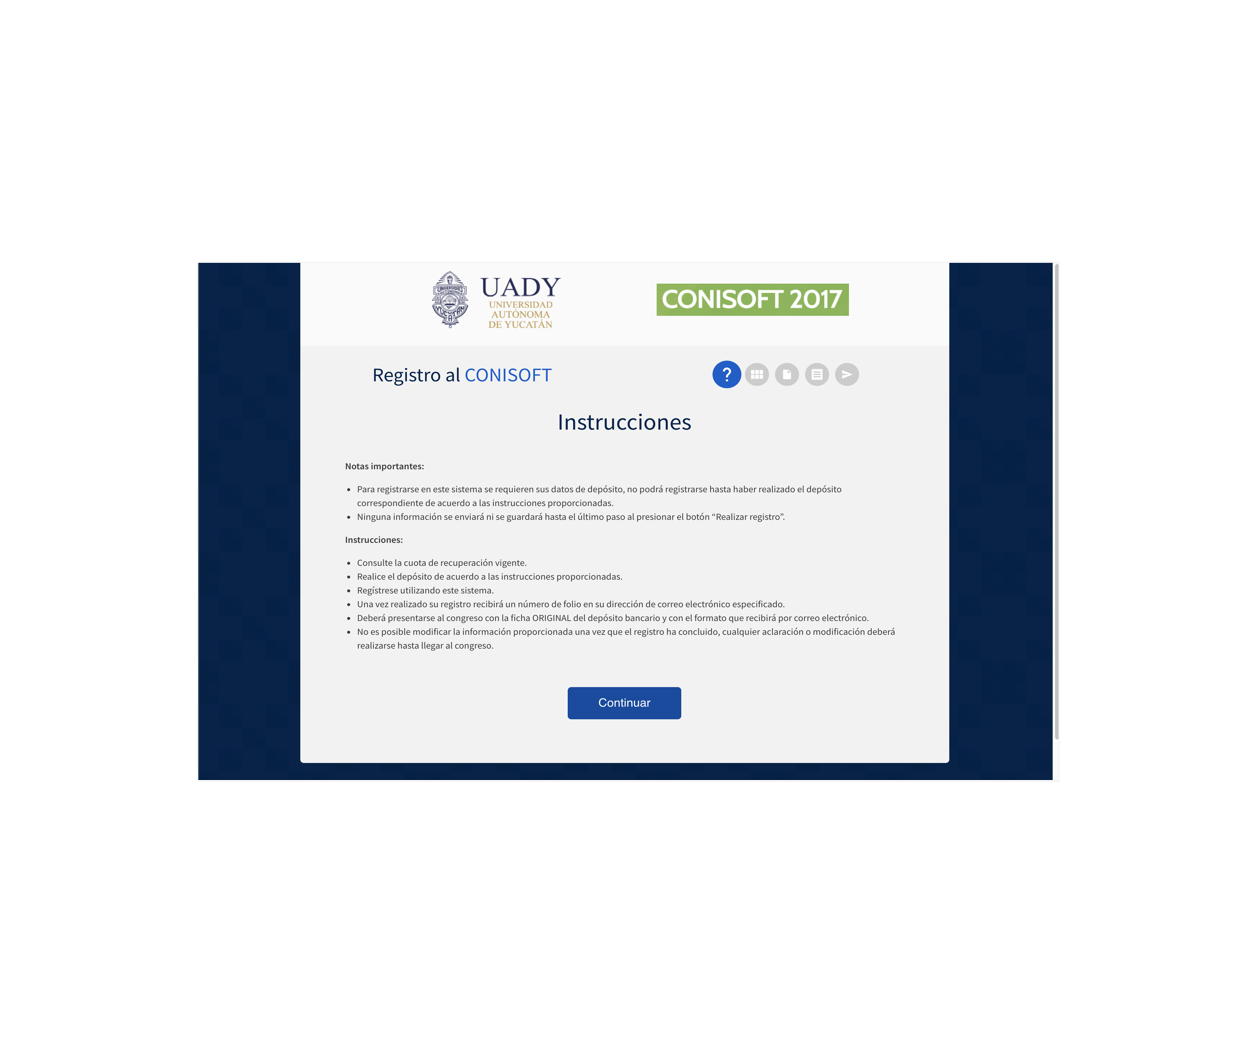 UADY
UNIVERSIDAD
AUTÓNOMA
DE YUCATÁN
CONISOFT 2017
Registro al CONISOFT
?
Instrucciones
Notas importantes:
• Para registrarse en este sistema se requieren sus datos de depósito, no podrá registrarse hasta haber realizado el depósito
correspondiente de acuerdo a las instrucciones proporcionadas.
• Ninguna información se enviará ni se guardará hasta el último paso al presionar el botón “Realizar registro”.
Instrucciones:
• Consulte la cuota de recuperación vigente.
• Realice el depósito de acuerdo a las instrucciones proporcionadas.
• Regístrese utilizando este sistema.
• Una vez realizado su registro recibirá un número de folio en su dirección de correo electrónico especificado.
• Deberá presentarse al congreso con la ficha ORIGINAL del depósito bancario y con el formato que recibirá por correo electrónico.
• No es posible modificar la información proporcionada una vez que el registro ha concluido, cualquier aclaración o modificación deberá
realizarse hasta llegar al congreso.
Continuar